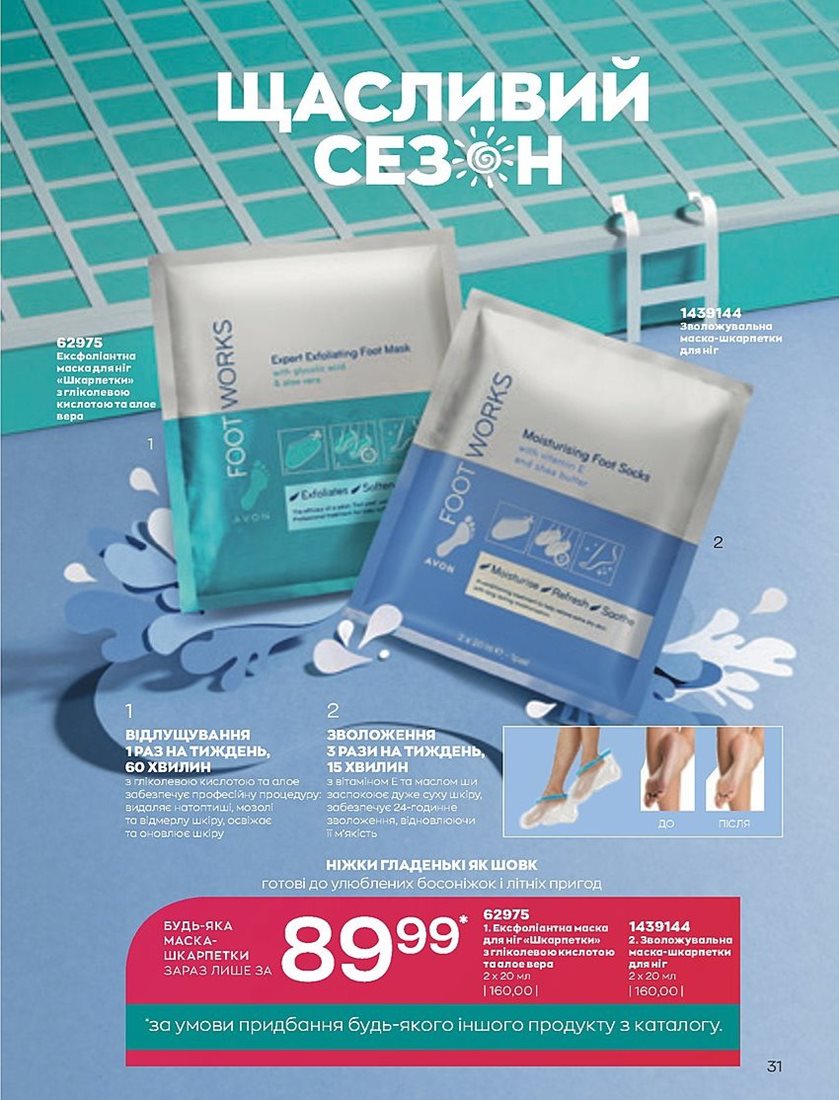 ЩАСЛИВИЙ
СЕЗОН
62975
Ексфоліантна
маска для ніг
«Шкарпетки»
з гліколевою
кислотою та алое
вера
1
1439144
Зволожувальна
маска-шкарпетки
для ніг
FOOT WORKS
Expert Exfoliating Foot Mask
with glycolic acid
& aloe vera
Exfoliates Soften
AVON
FOOT WORKS
Moisturising Foot Socks
with vitamin E
and shea butter
Moisturise Refresh Soothe
AVON
2 x 20 ml e - 1pair
2
1
ВІДЛУЩУВАННЯ
1 РАЗ НА ТИЖДЕНЬ,
60 ХВИЛИН
з гліколевою кислотою та алое
забезпечує професійну процедуру:
видаляє натоптиші, мозолі
та відмерлу шкіру, освіжає
та оновлює шкіру
2
ЗВОЛОЖЕННЯ
3 РАЗИ НА ТИЖДЕНЬ,
15 ХВИЛИН
з вітаміном Е та маслом ши
заспокоює дуже суху шкіру,
забезпечує 24-годинне
зволоження, відновлюючи
її м'якість
ДО
ПІСЛЯ
НІЖКИ ГЛАДЕНЬКІ ЯК ШОВК
готові до улюблених босоніжок і літніх пригод
БУДЬ-ЯКА
МАСКА-
ШКАРПЕТКИ
ЗАРАЗ ЛИШЕ ЗА
8999*
62975
1. Ексфоліантна маска
для ніг «Шкарпетки»
з гліколевою кислотою
та алое вера
2 х 20 мл
|160,00|
1439144
2. Зволожувальна
маска-шкарпетки
для ніг
2 х 20 мл
|160,00|
*за умови придбання будь-якого іншого продукту з каталогу.
31